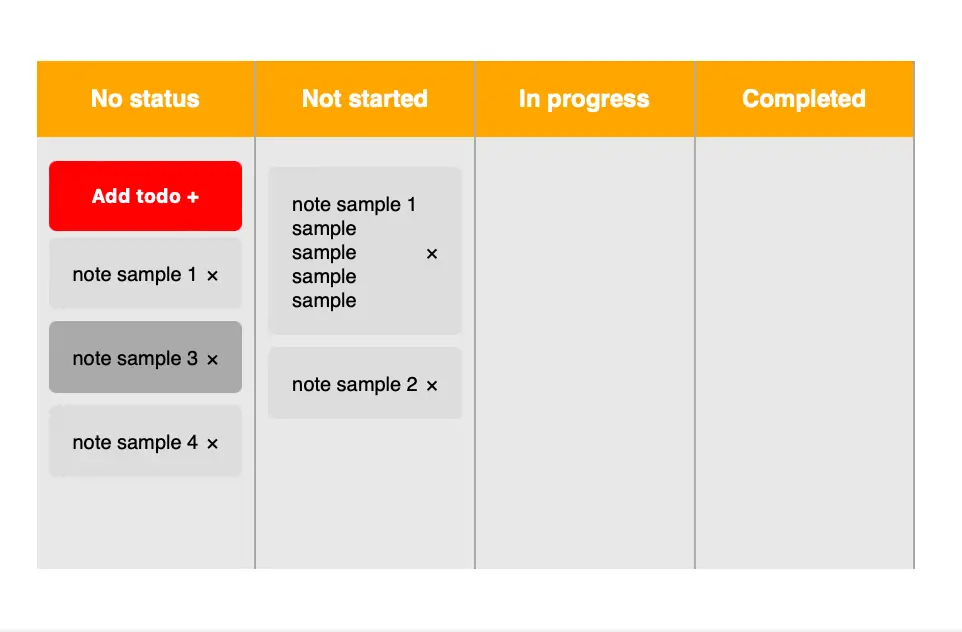 No status
Not started
In progress
Completed
Add todo +
note sample 1 ×
note sample 3 ×
note sample 4 ×
note sample 1
sample
sample ×
sample
sample
note sample 2 ×